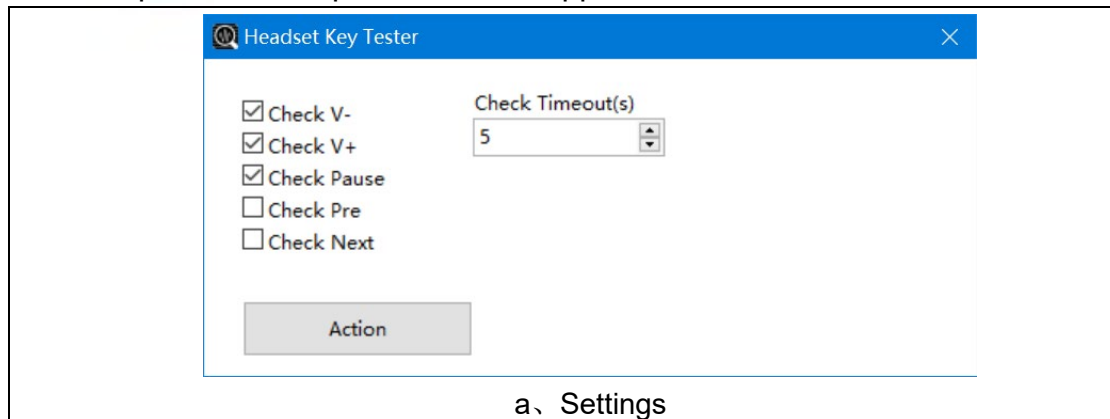 Headset Key Tester
Check V-
Check V+
Check Pause
Check Pre
Check Next
Check Timeout(s)
5
Action
a、Settings